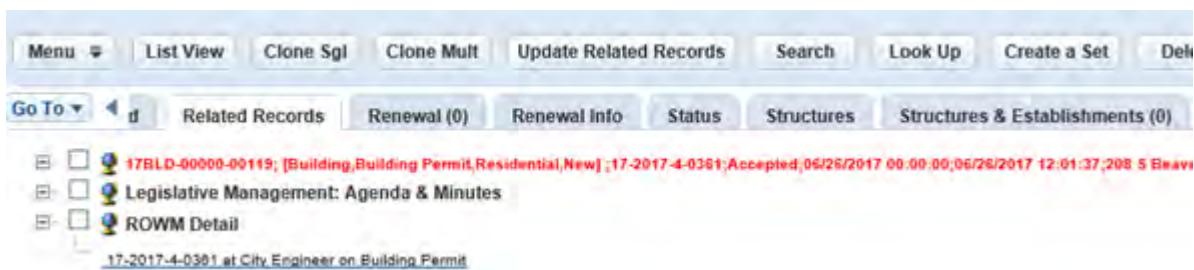 Menu List View Clone Sgl Clone Mult Update Related Records Search Look Up Create a Set Dele
Go To d Related Records Renewal (0) Renewal Info Status Structures Structures & Establishments (0)
17BLD-00000-00119; [Building,Building Permit,Residential,New] ;17-2017-4-0361;Accepted;06/26/2017 00:00:00;06/26/2017 12:01:37;208 S Beave
Legislative Management: Agenda & Minutes
ROWM Detail
17-2017-4-0361 at City Engineer on Building Permit